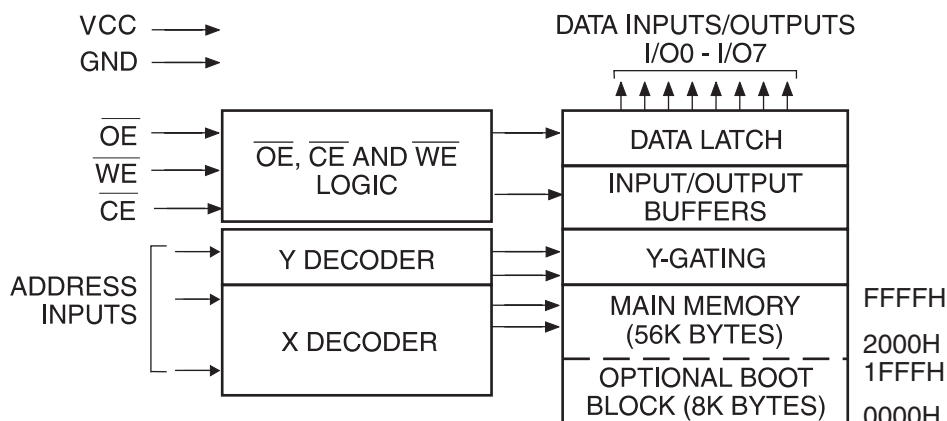 VCC
GND
DATA INPUTS/OUTPUTS
I/O0 - I/O7
OE
WE
CE
OE, CE AND WE
LOGIC
DATA LATCH
INPUT/OUTPUT
BUFFERS
ADDRESS
INPUTS
Y DECODER
Y-GATING
X DECODER
MAIN MEMORY
(56K BYTES)
OPTIONAL BOOT
BLOCK (8K BYTES)
FFFFH
2000H
1FFFH
0000H